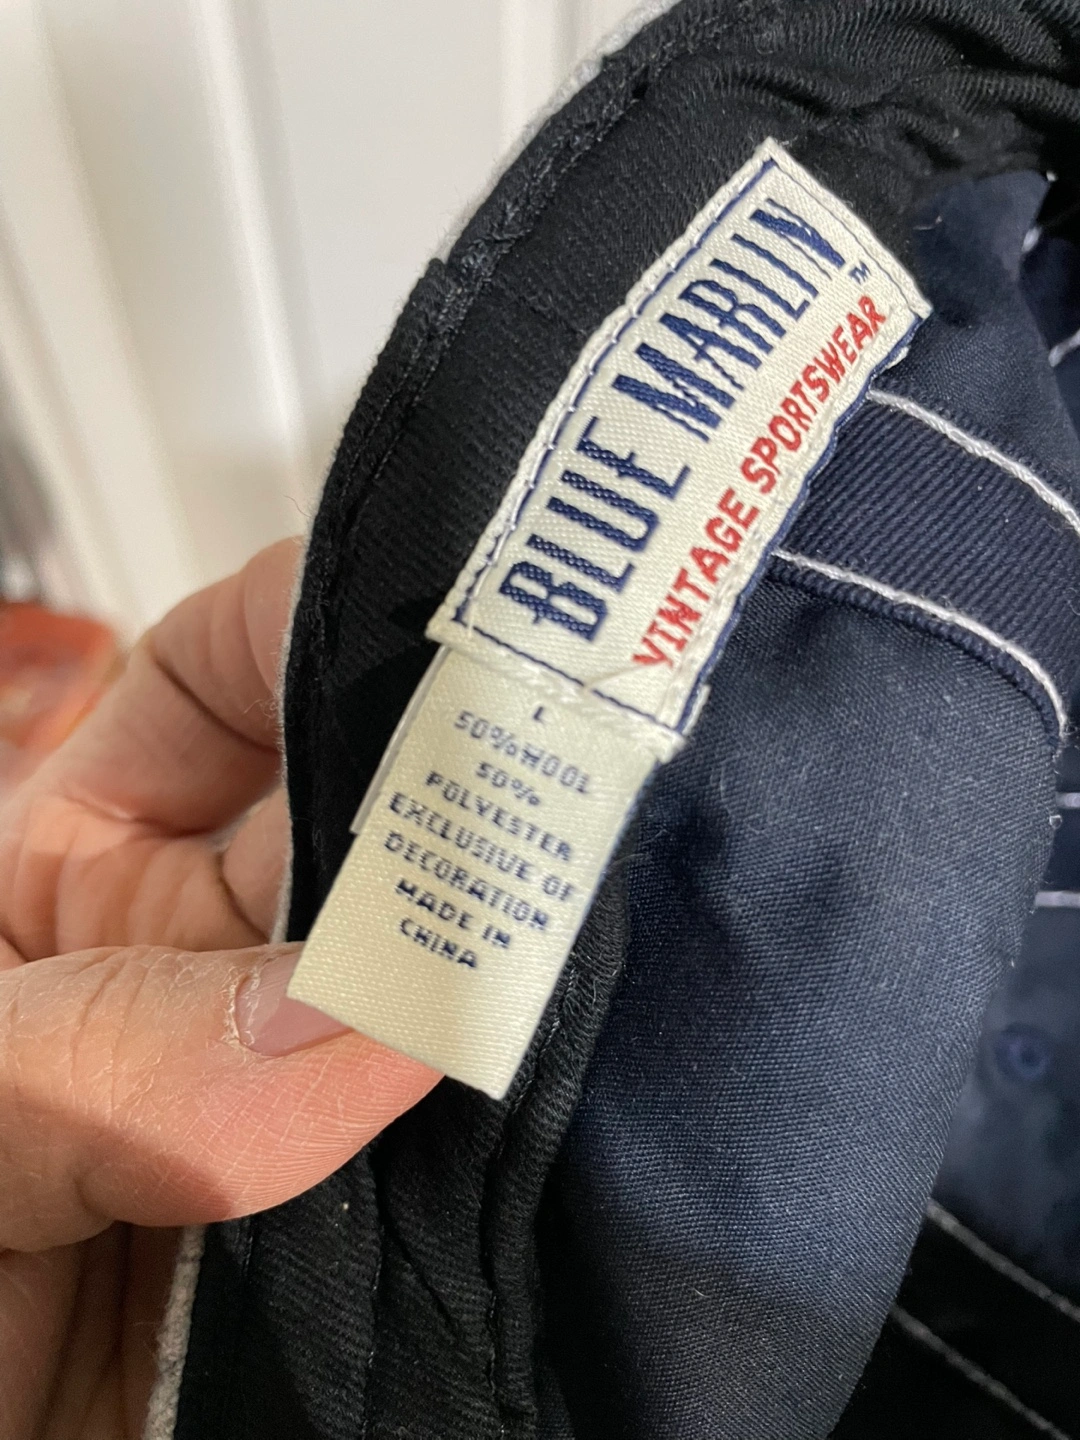 BLUE MARLIN™
VINTAGE SPORTSWEAR
L
50%WOOL
50%
POLYESTER
EXCLUSIVE OF
DECORATION
MADE IN
CHINA